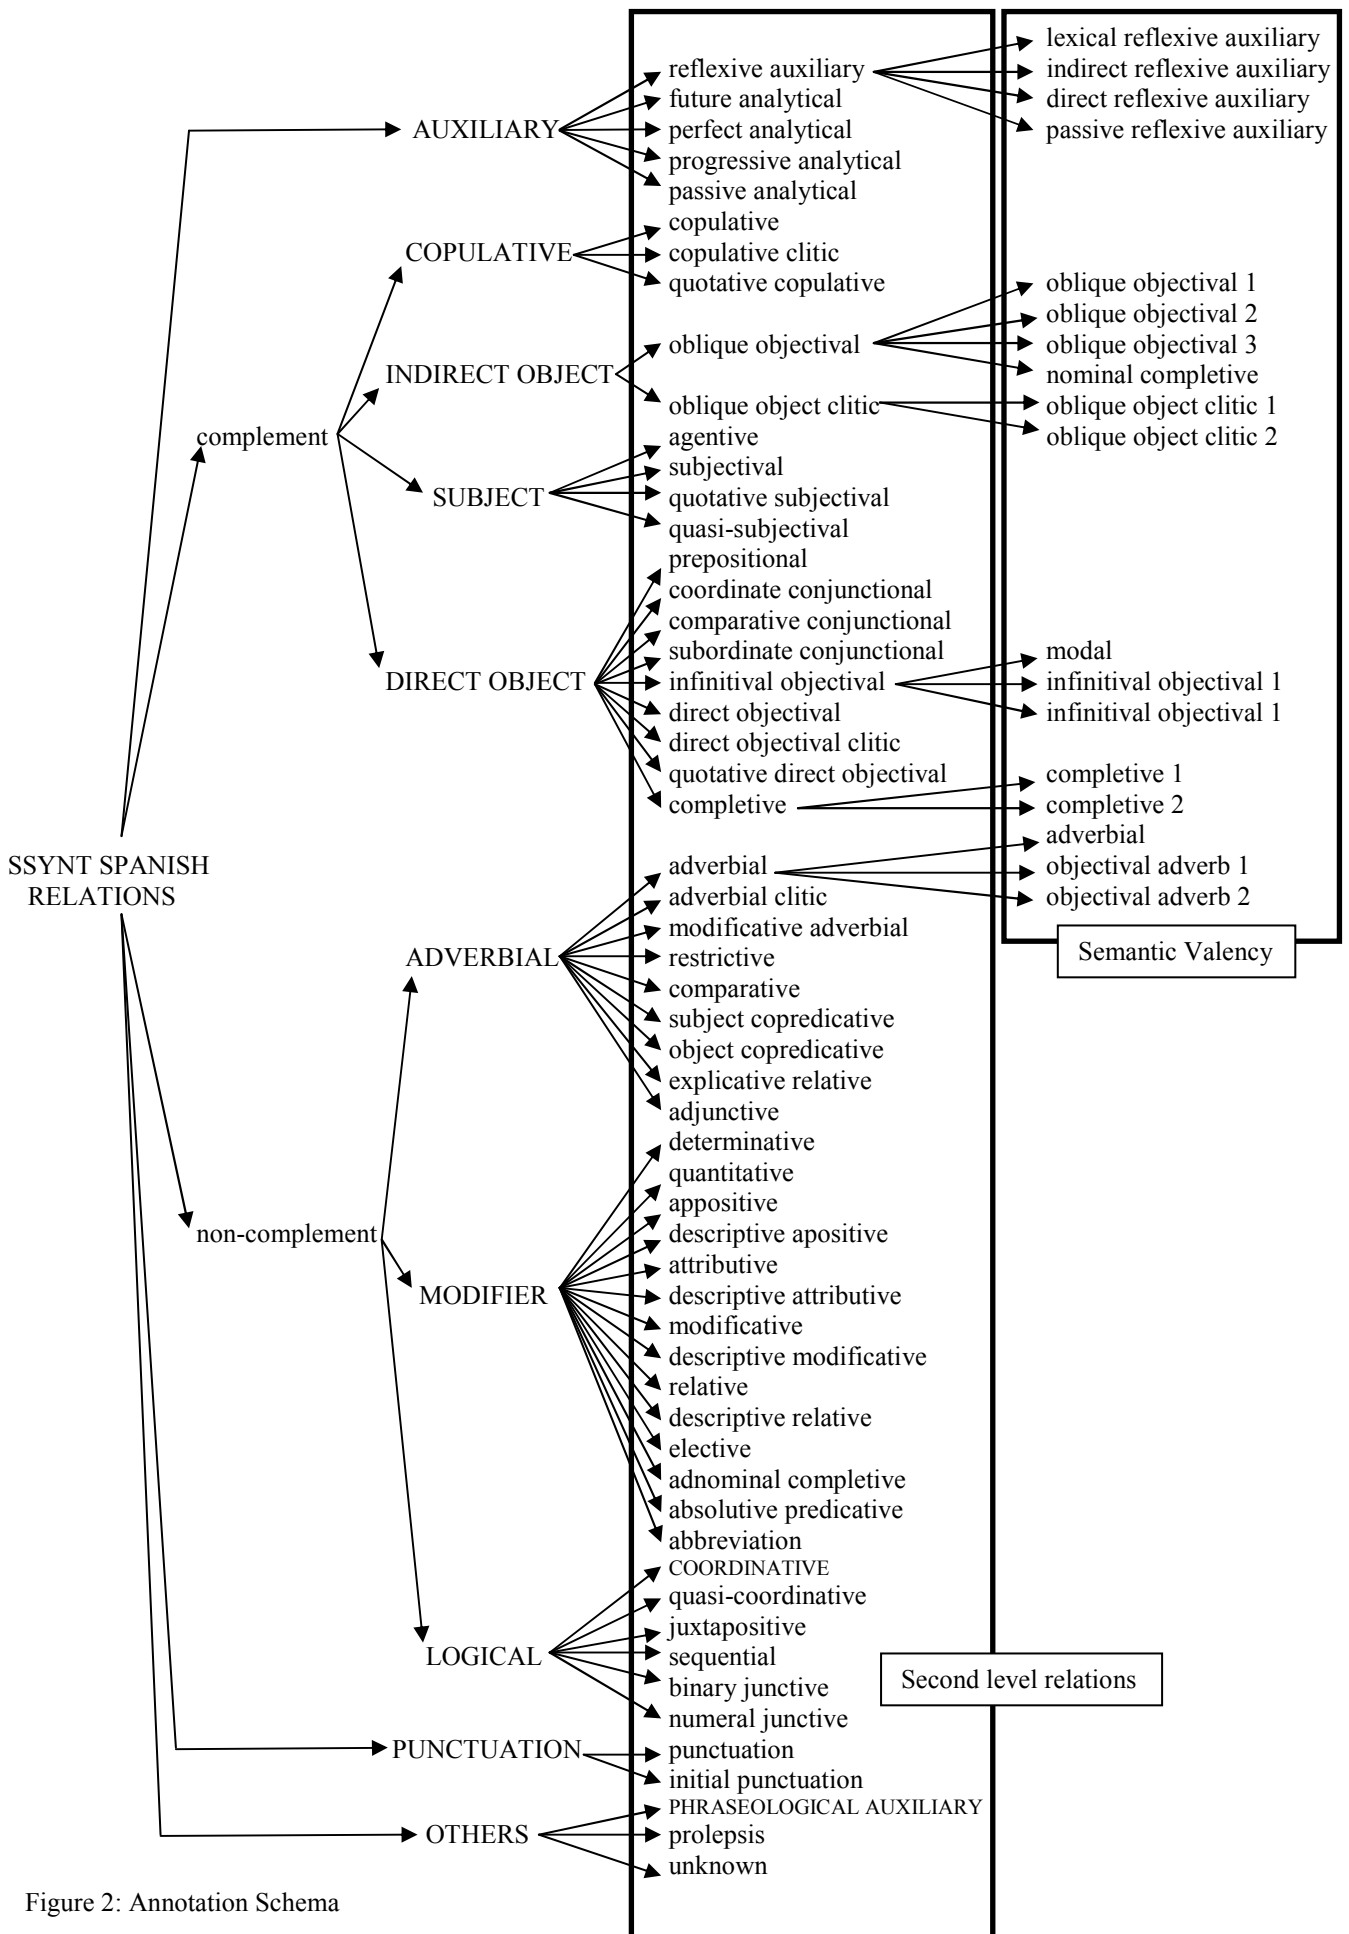 lexical reflexive auxiliary
reflexive auxiliary
indirect reflexive auxiliary
future analytical
direct reflexive auxiliary
AUXILIARY
perfect analytical
passive reflexive auxiliary
progressive analytical
passive analytical
copulative
COPULATIVE
copulative clitic
quotative copulative
oblique objectival 1
oblique objectival 2
oblique objectival
oblique objectival 3
INDIRECT OBJECT
nominal completive
oblique object clitic
oblique object clitic 1
complement
agentive
oblique object clitic 2
subjectival
SUBJECT
quotative subjectival
quasi-subjectival
prepositional
coordinate conjunctional
comparative conjunctional
subordinate conjunctional
modal
DIRECT OBJECT
infinitival objectival
infinitival objectival 1
direct objectival
infinitival objectival 1
direct objectival clitic
quotative direct objectival
completive 1
completive
completive 2
adverbial
SSYNT SPANISH
RELATIONS
adverbial
objectival adverb 1
adverbial clitic
objectival adverb 2
modificative adverbial
Semantic Valency
ADVERBIAL
restrictive
comparative
subject copredicative
object copredicative
explicative relative
adjunctive
determinative
quantitative
appositive
non-complement
descriptive apositive
attributive
MODIFIER
descriptive attributive
modificative
descriptive modificative
relative
descriptive relative
elective
adnominal completive
absolutive predicative
abbreviation
COORDINATIVE
quasi-coordinative
juxtapositive
LOGICAL
sequential
Second level relations
binary junctive
numeral junctive
PUNCTUATION
punctuation
initial punctuation
PHRASEOLOGICAL AUXILIARY
OTHERS
prolepsis
unknown
Figure 2: Annotation Schema